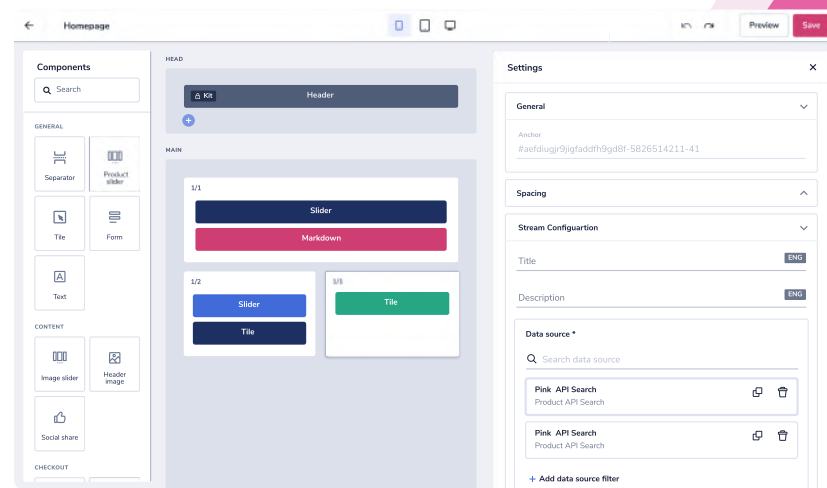 Homepage
Preview
Save
Components
Search
GENERAL
Separator
Product
slider
Tile
Form
Text
CONTENT
Image slider
Header
image
Social share
CHECKOUT
HEAD
Kit
Header
MAIN
1/1
Slider
Markdown
1/2
Slider
Tile
Tile
Settings
General
Anchor
#aefdiugjr9jigfaddfh9gd8f-5826514211-41
Spacing
Stream Configuartion
Title
ENG
Description
ENG
Data source *
Search data source
Pink API Search
Product API Search
Pink API Search
Product API Search
+ Add data source filter